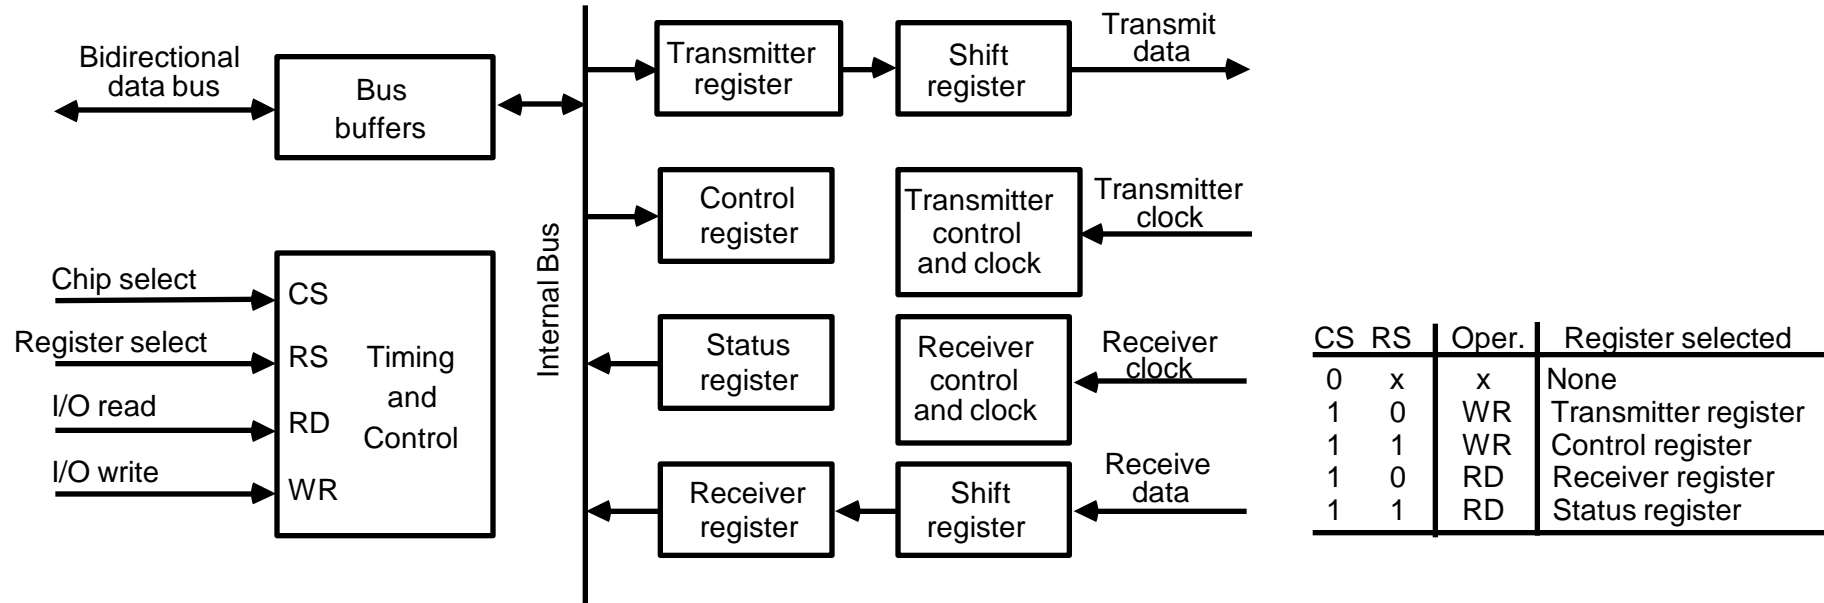 Bidirectional
data bus
Bus
buffers
Chip select
Register select
I/O read
I/O write
CS
RS
RD
WR
Timing
and
Control
Internal Bus
Transmitter
register
Shift
register
Transmit
data
Control
register
Transmitter
control
and clock
Transmitter
clock
Status
register
Receiver
control
and clock
Receiver
clock
Receiver
register
Shift
register
Receive
data
CS RS Oper. Register selected
0 x x None
1 0 WR Transmitter register
1 1 WR Control register
1 0 RD Receiver register
1 1 RD Status register